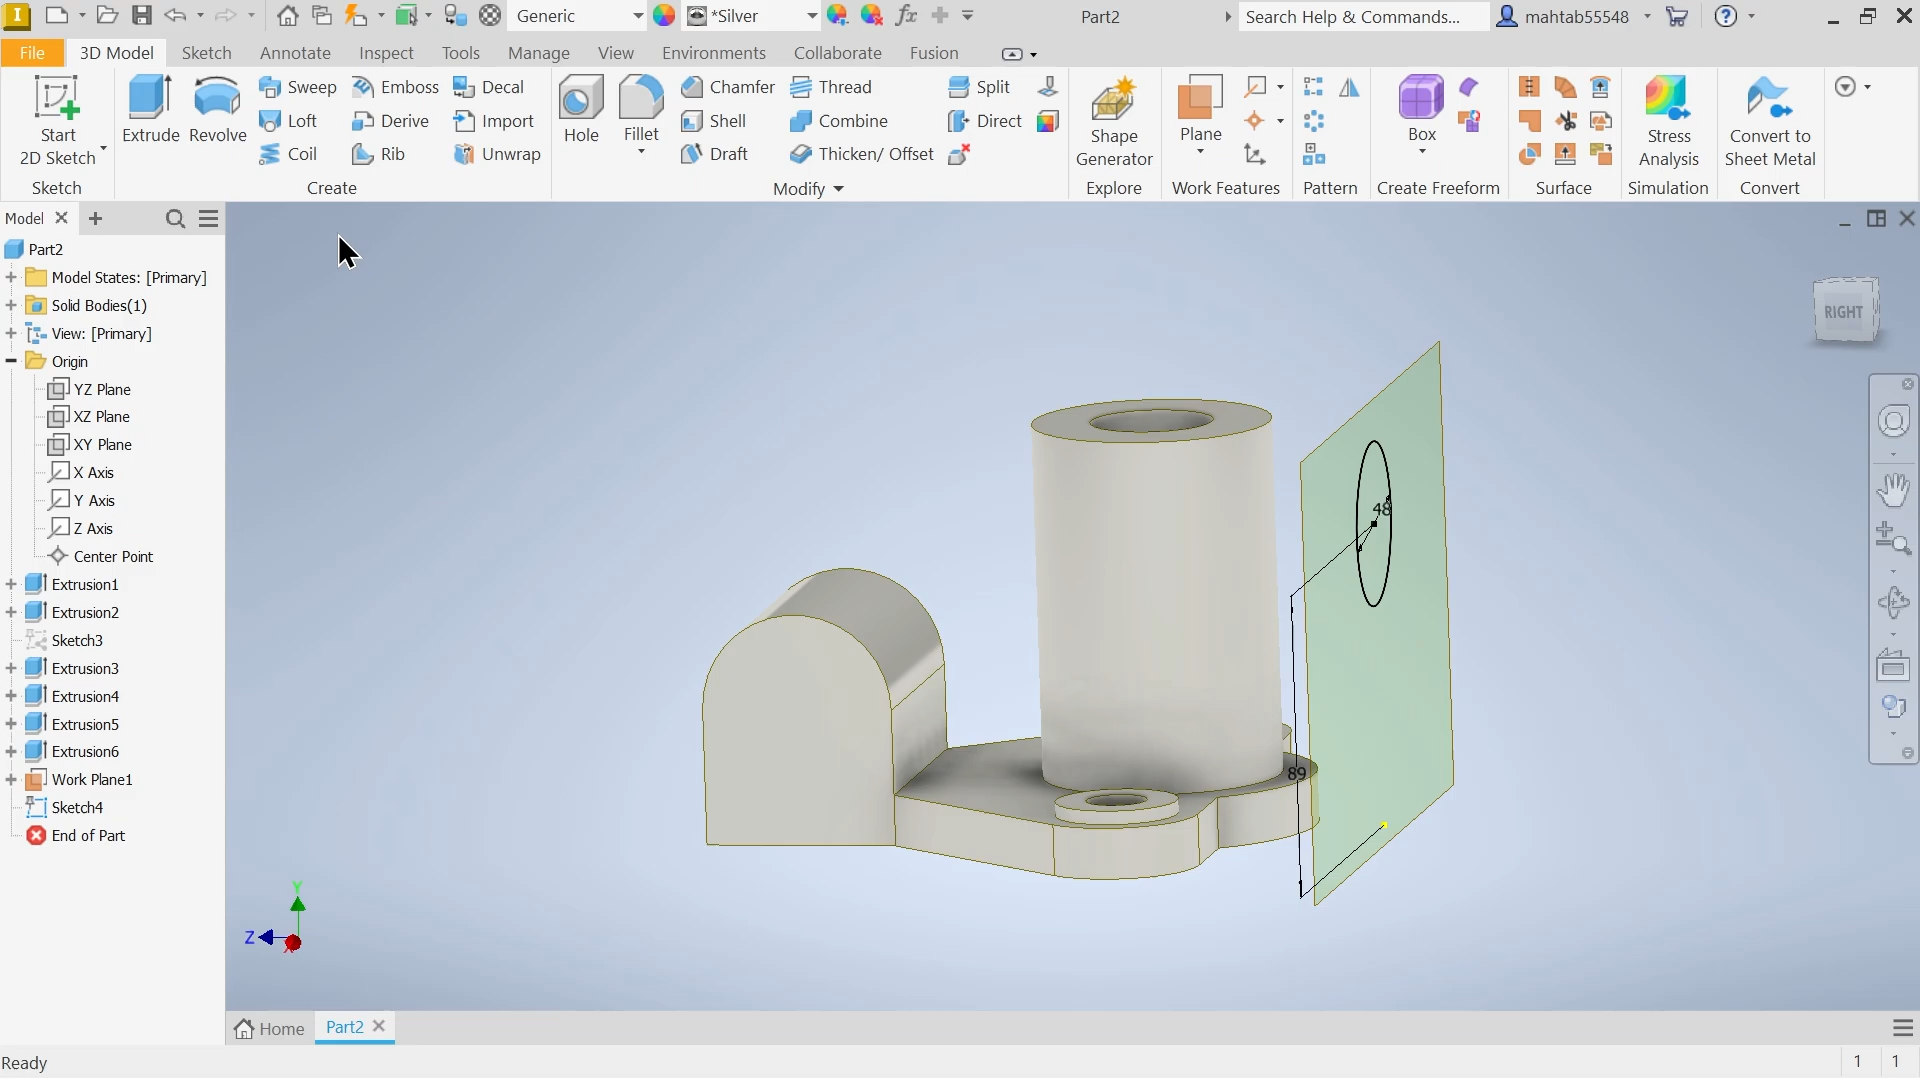 Generic
*Silver
Part2
Search Help & Commands...
mahtab55548
File
3D Model
Sketch
Annotate
Inspect
Tools
Manage
View
Environments
Collaborate
Fusion
Start
2D Sketch
Sketch
Extrude
Revolve
Sweep
Emboss
Decal
Loft
Derive
Import
Coil
Rib
Unwrap
Create
Hole
Fillet
Chamfer
Thread
Split
Shell
Combine
Direct
Draft
Thicken/ Offset
Modify
Shape
Generator
Explore
Plane
Work Features
Pattern
Box
Create Freeform
Surface
Stress
Analysis
Simulation
Convert to
Sheet Metal
Convert
Model
Part2
Model States: [Primary]
Solid Bodies(1)
View: [Primary]
Origin
YZ Plane
XZ Plane
XY Plane
X Axis
Y Axis
Z Axis
Center Point
Extrusion1
Extrusion2
Sketch3
Extrusion3
Extrusion4
Extrusion5
Extrusion6
Work Plane1
Sketch4
End of Part
RIGHT
48
89
Y
Z
X
Home
Part2
Ready
1
1